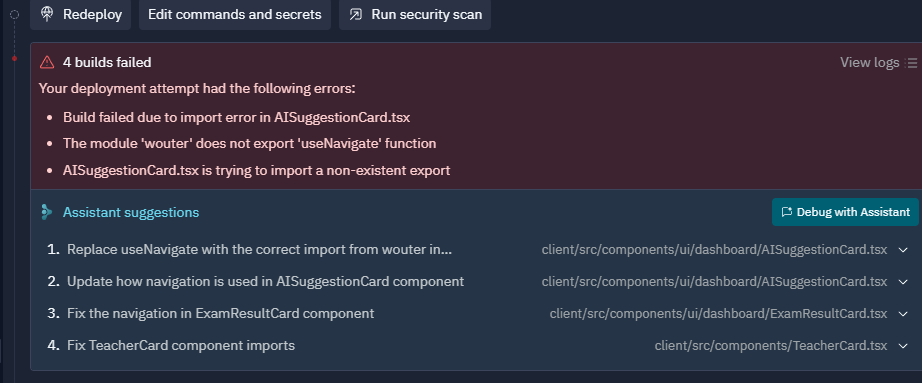 Redeploy Edit commands and secrets Run security scan
4 builds failed View logs
Your deployment attempt had the following errors:
• Build failed due to import error in AISuggestionCard.tsx
• The module 'wouter' does not export 'useNavigate' function
• AISuggestionCard.tsx is trying to import a non-existent export
Assistant suggestions Debug with Assistant
1. Replace useNavigate with the correct import from wouter in... client/src/components/ui/dashboard/AISuggestionCard.tsx
2. Update how navigation is used in AISuggestionCard component client/src/components/ui/dashboard/AISuggestionCard.tsx
3. Fix the navigation in ExamResultCard component client/src/components/ui/dashboard/ExamResultCard.tsx
4. Fix TeacherCard component imports client/src/components/TeacherCard.tsx